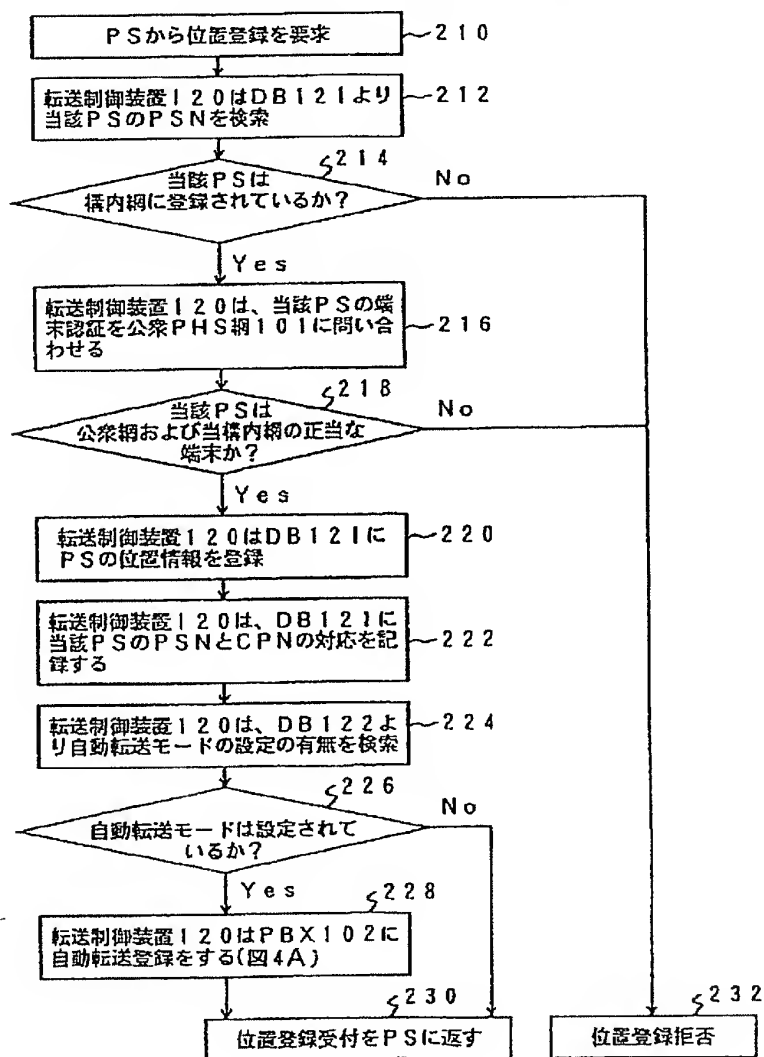 PSから位置登録を要求
210
転送制御装置120はDB121より
当該PSのPSNを検索
212
214
当該PSは
構内網に登録されているか?
No
Yes
転送制御装置120は、当該PSの端
末認証を公衆PHS網101に問い合
わせる
216
218
当該PSは
公衆網および当構内網の正当な
端末か?
No
Yes
転送制御装置120はDB121に
PSの位置情報を登録
220
転送制御装置120は、DB121に
当該PSのPSNとCPNの対応を記
録する
222
転送制御装置120は、DB122よ
り自動転送モードの設定の有無を検索
224
226
自動転送モードは設定されて
いるか?
No
Yes
228
転送制御装置120はPBX102に
自動転送登録をする(図4A)
230
位置登録受付をPSに返す
232
位置登録拒否